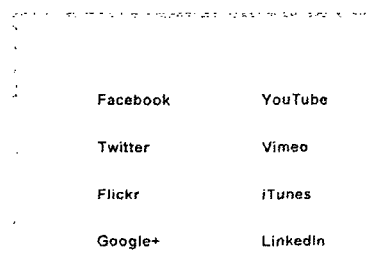 Facebook YouTube
Twitter Vimeo
Flickr iTunes
Google+ LinkedIn